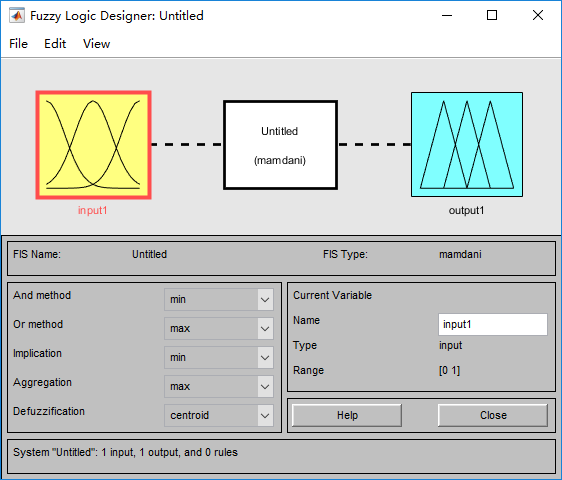 Fuzzy Logic Designer: Untitled
File Edit View
Untitled
(mamdani)
input1
output1
FIS Name: Untitled FIS Type: mamdani
And method min
Or method max
Implication min
Aggregation max
Defuzzification centroid
Current Variable
Name input1
Type input
Range [0 1]
Help Close
System "Untitled": 1 input, 1 output, and 0 rules